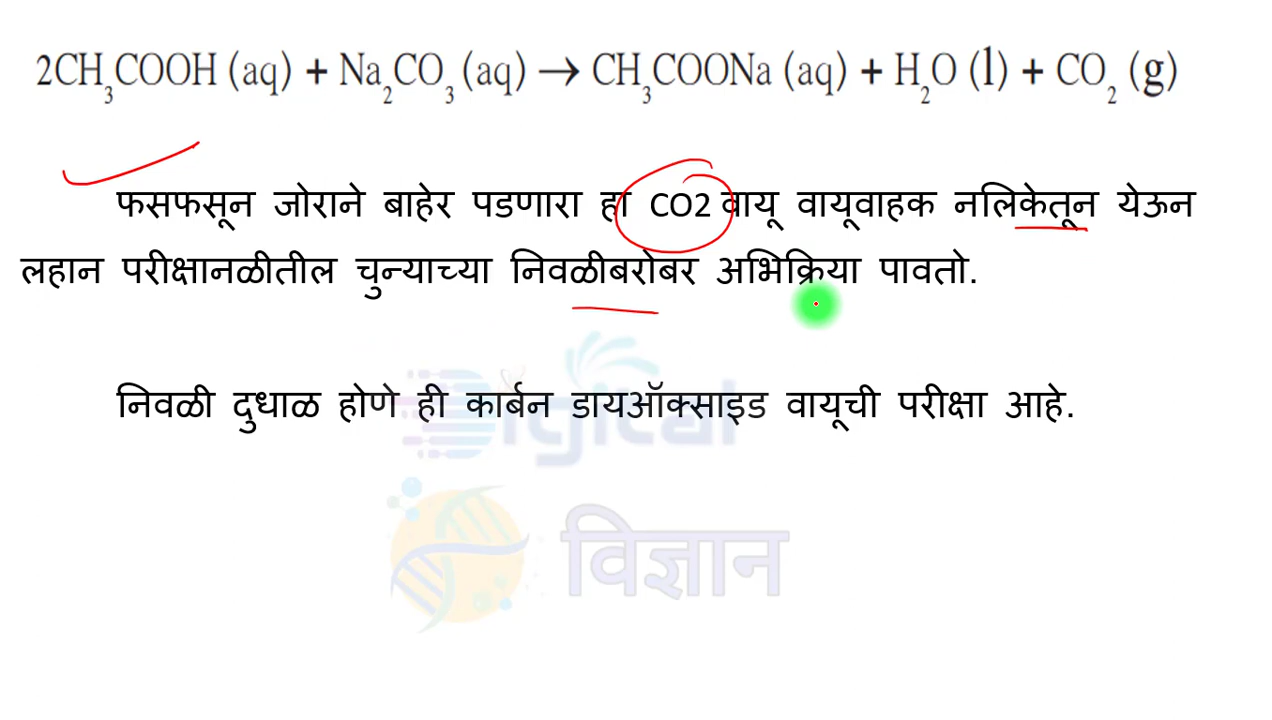 2CH₃COOH (aq) + Na₂CO₃ (aq) → CH₃COONa (aq) + H₂O (l) + CO₂ (g)
फसफसून जोराने बाहेर पडणारा हा CO2 वायू वायूवाहक नलिकेतून येऊन
लहान परीक्षानळीतील चुन्याच्या निवळीबरोबर अभिक्रिया पावतो.
निवळी दुधाळ होणे ही कार्बन डायऑक्साइड वायूची परीक्षा आहे.
Digical
विज्ञान